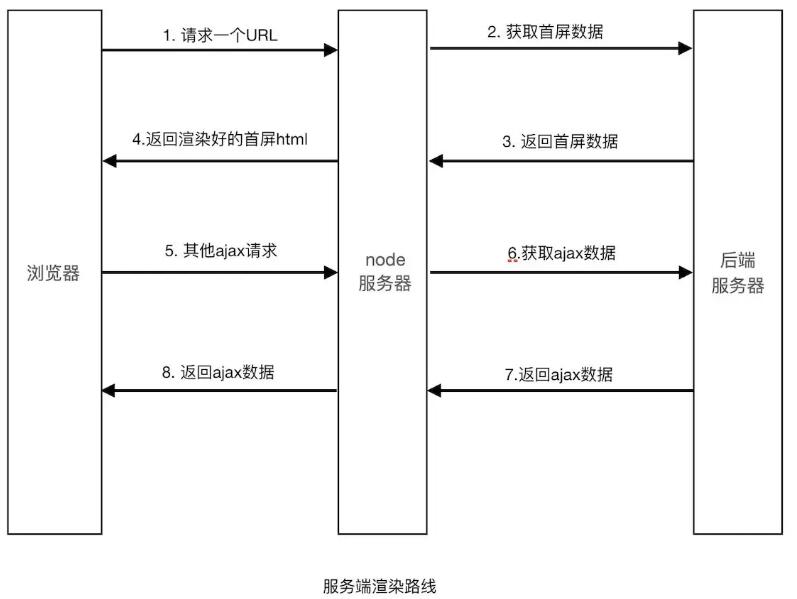 1. 请求一个URL
2. 获取首屏数据
4.返回渲染好的首屏html
3. 返回首屏数据
5. 其他ajax请求
6.获取ajax数据
浏览器
node
服务器
后端
服务器
8. 返回ajax数据
7.返回ajax数据
服务端渲染路线